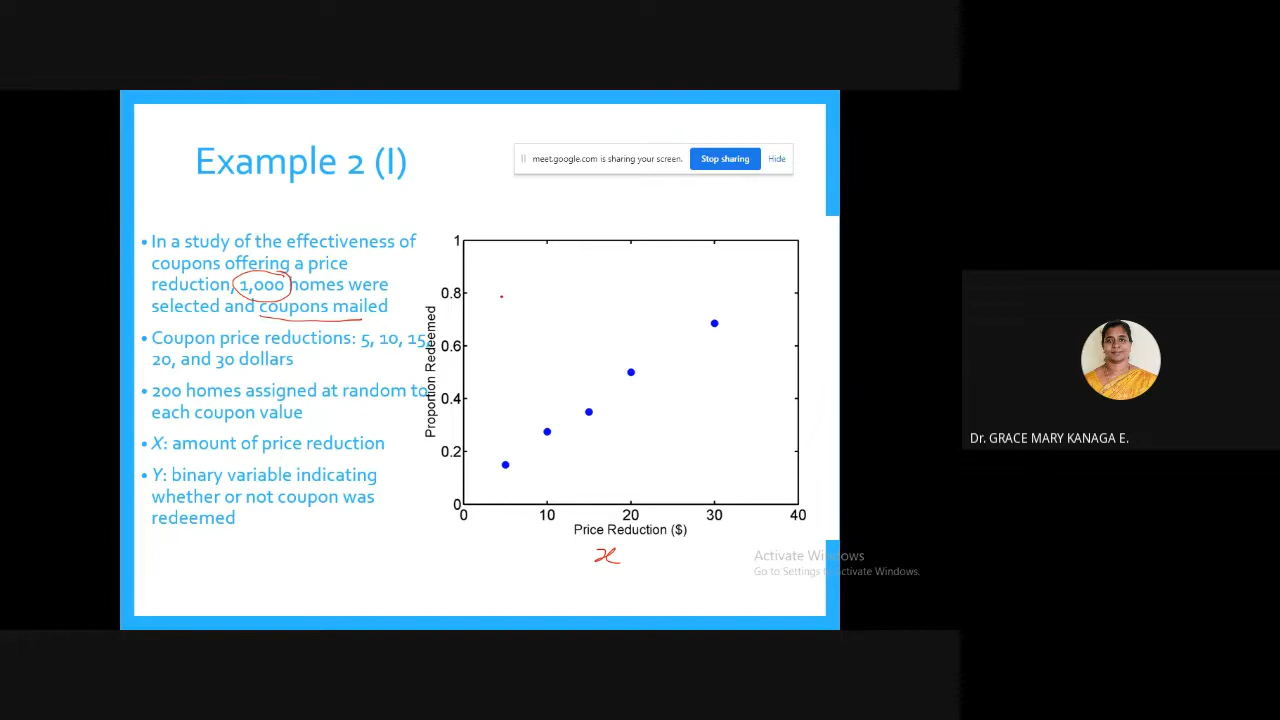 Example 2 (I)
meet.google.com is sharing your screen.
Stop sharing
Hide
• In a study of the effectiveness of
coupons offering a price
reduction, 1,000 homes were
selected and coupons mailed
• Coupon price reductions: 5, 10, 15,
20, and 30 dollars
• 200 homes assigned at random to
each coupon value
• X: amount of price reduction
• Y: binary variable indicating
whether or not coupon was
redeemed
Proportion Redeemed
1
0.8
0.6
0.4
0.2
0
0 10 20 30 40
Price Reduction ($)
x
Activate Windows
Go to Settings to Activate Windows.
Dr. GRACE MARY KANAGA E.